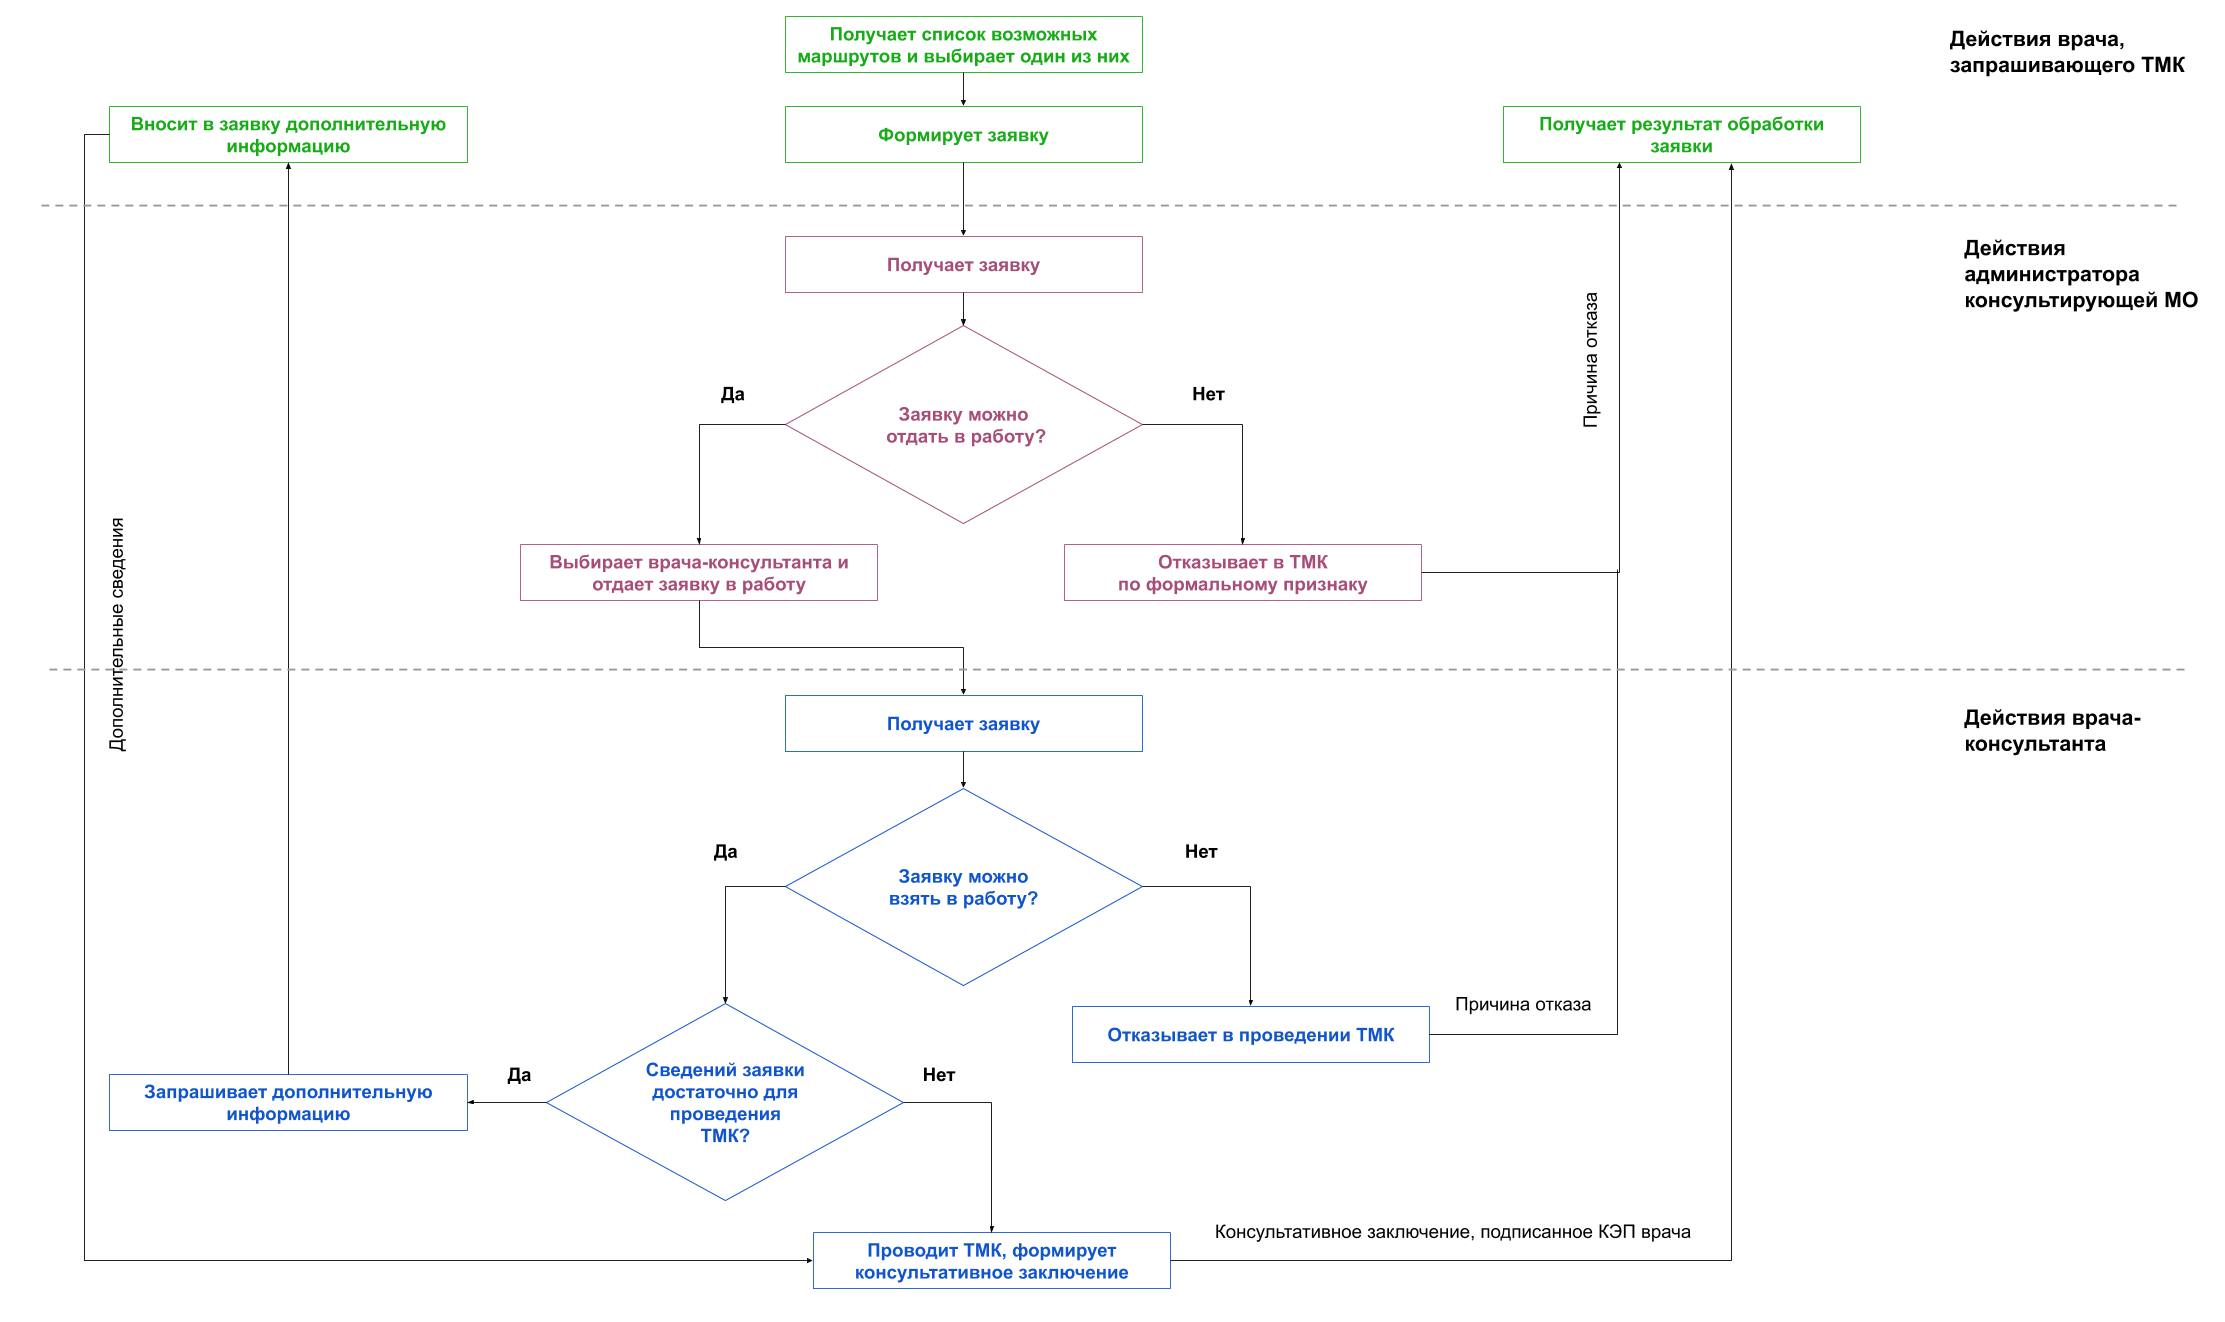 Получает список возможных
маршрутов и выбирает один из них
Действия врача,
запрашивающего ТМК
Вносит в заявку дополнительную
информацию
Формирует заявку
Получает результат обработки
заявки
Получает заявку
Действия
администратора
консультирующей МО
Причина отказа
Да
Нет
Заявку можно
отдать в работу?
Выбирает врача-консультанта и
отдает заявку в работу
Отказывает в ТМК
по формальному признаку
Дополнительные сведения
Получает заявку
Действия врача-
консультанта
Да
Нет
Заявку можно
взять в работу?
Причина отказа
Отказывает в проведении ТМК
Запрашивает дополнительную
информацию
Да
Сведений заявки
достаточно для
проведения
ТМК?
Нет
Проводит ТМК, формирует
консультативное заключение
Консультативное заключение, подписанное КЭП врача